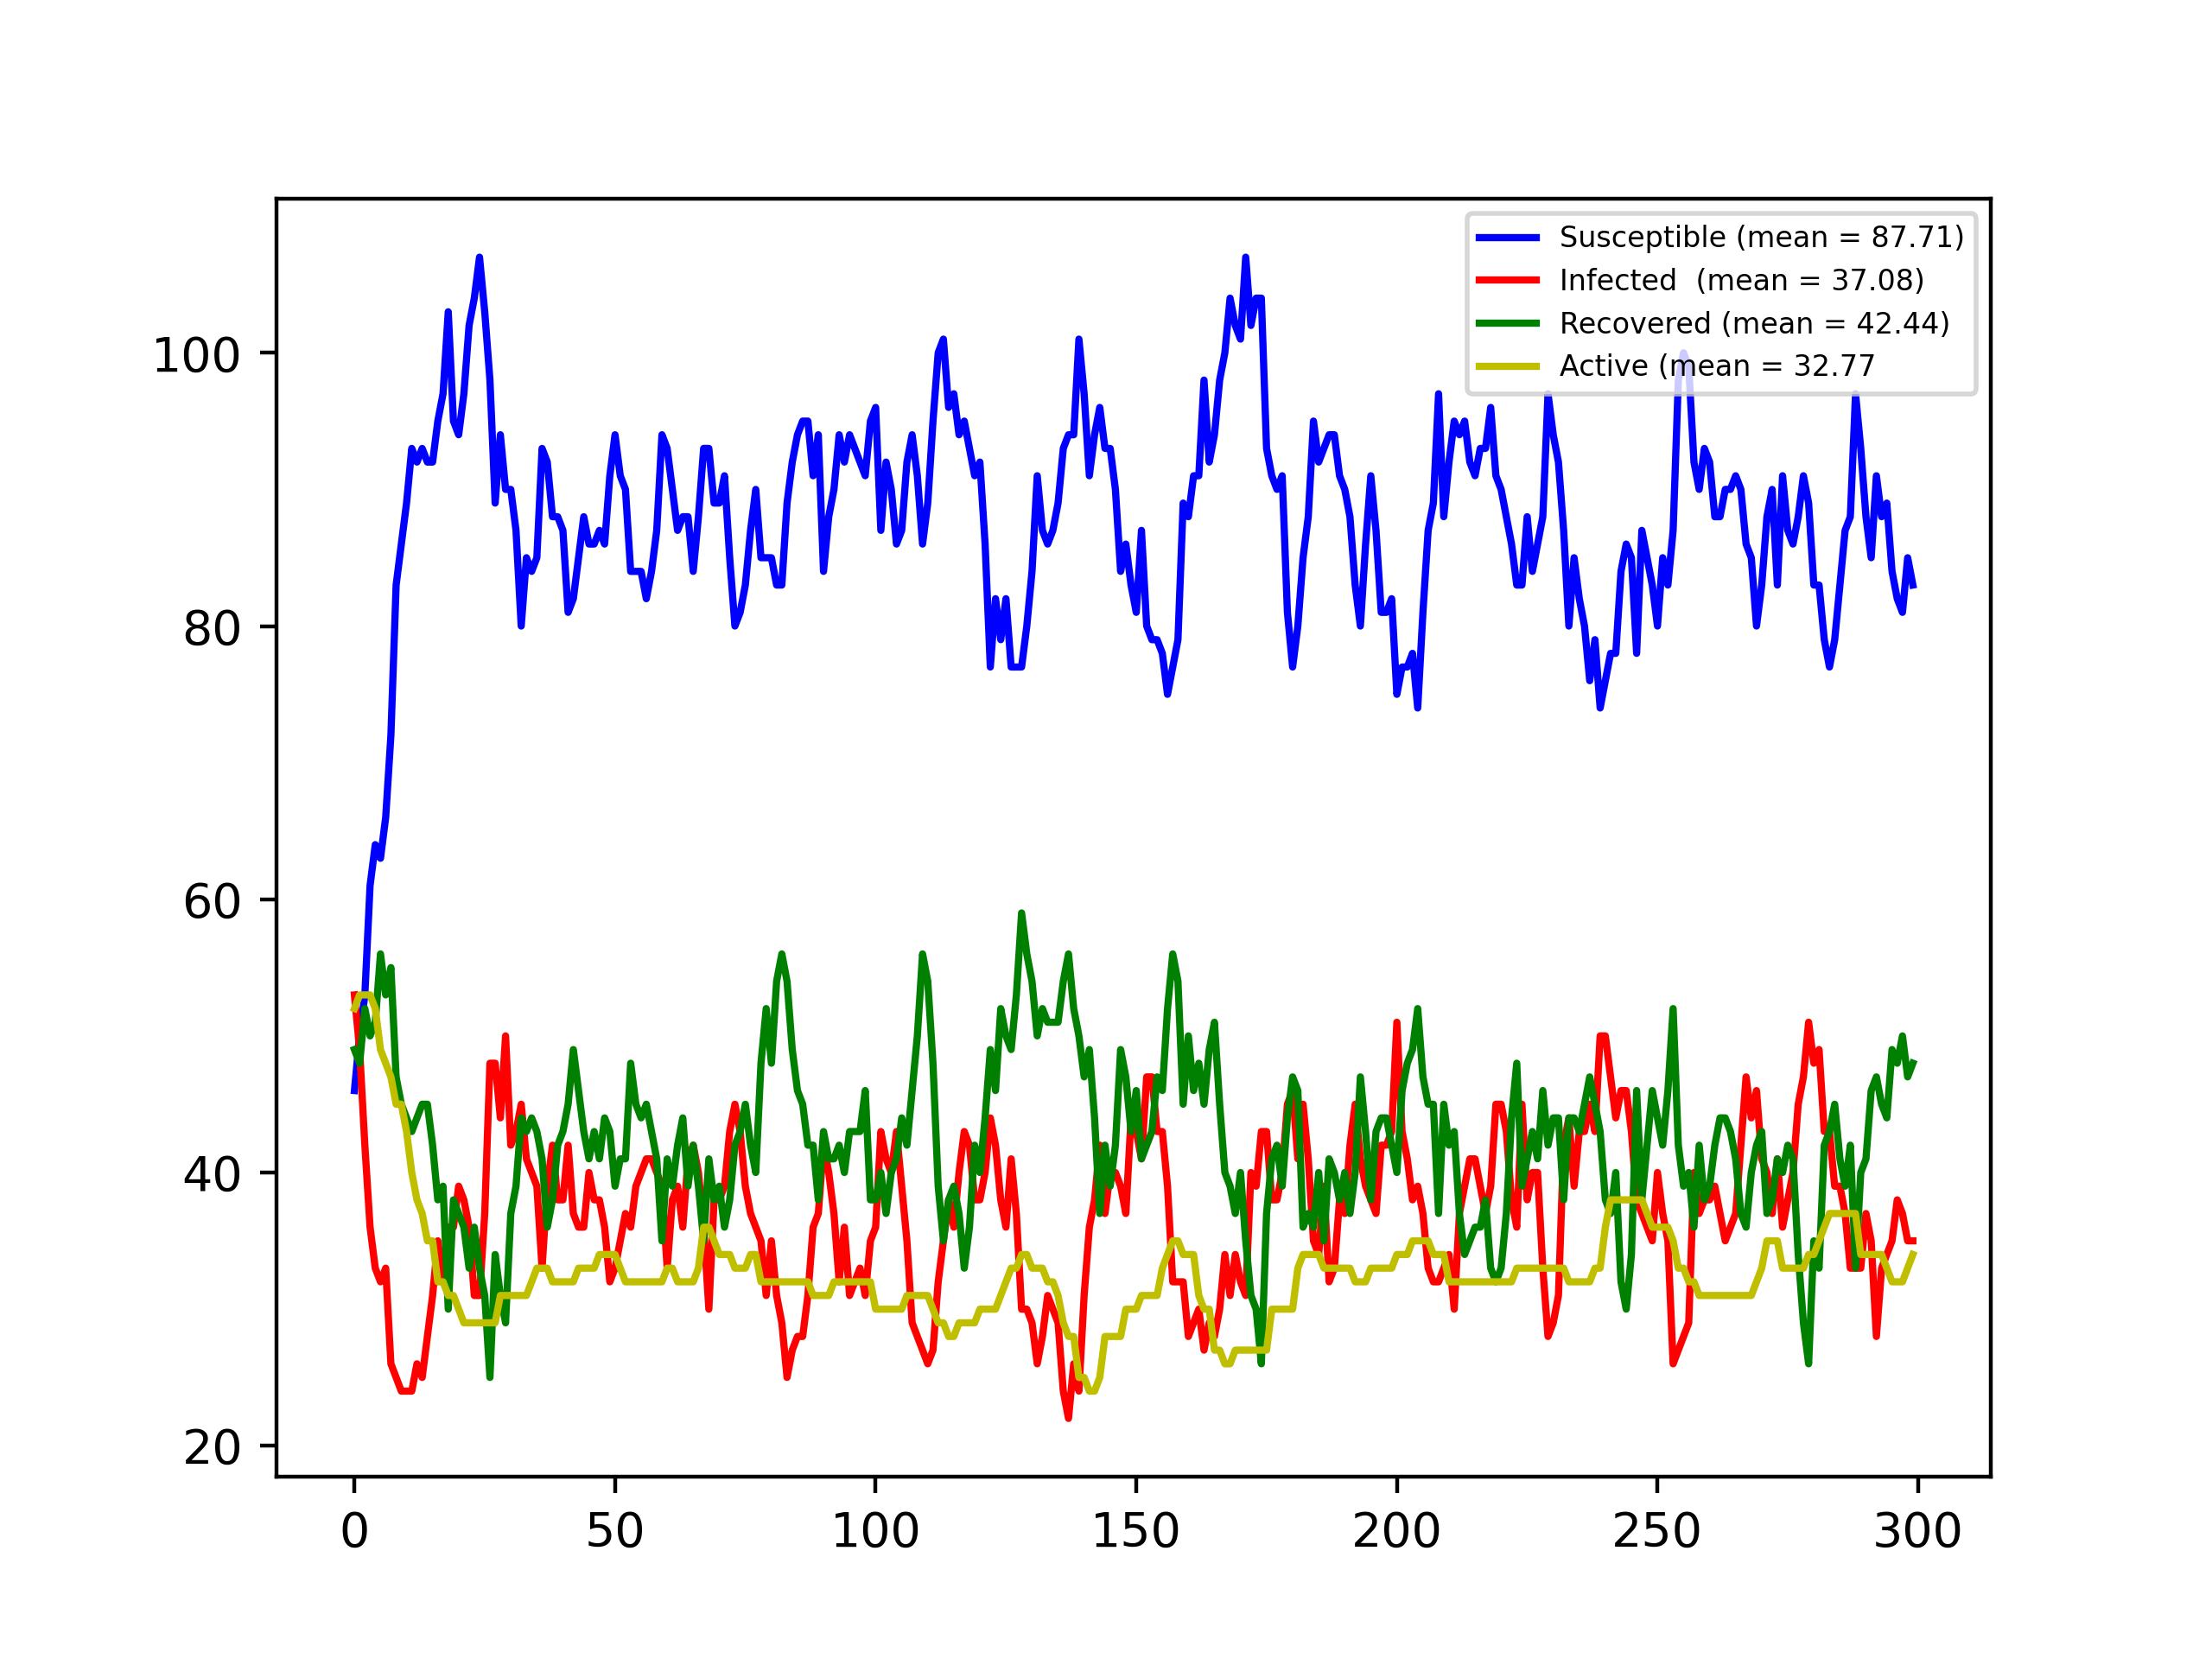 Susceptible (mean = 87.71)
Infected  (mean = 37.08)
Recovered (mean = 42.44)
Active (mean = 32.77
100
80
60
40
20
0 50 100 150 200 250 300